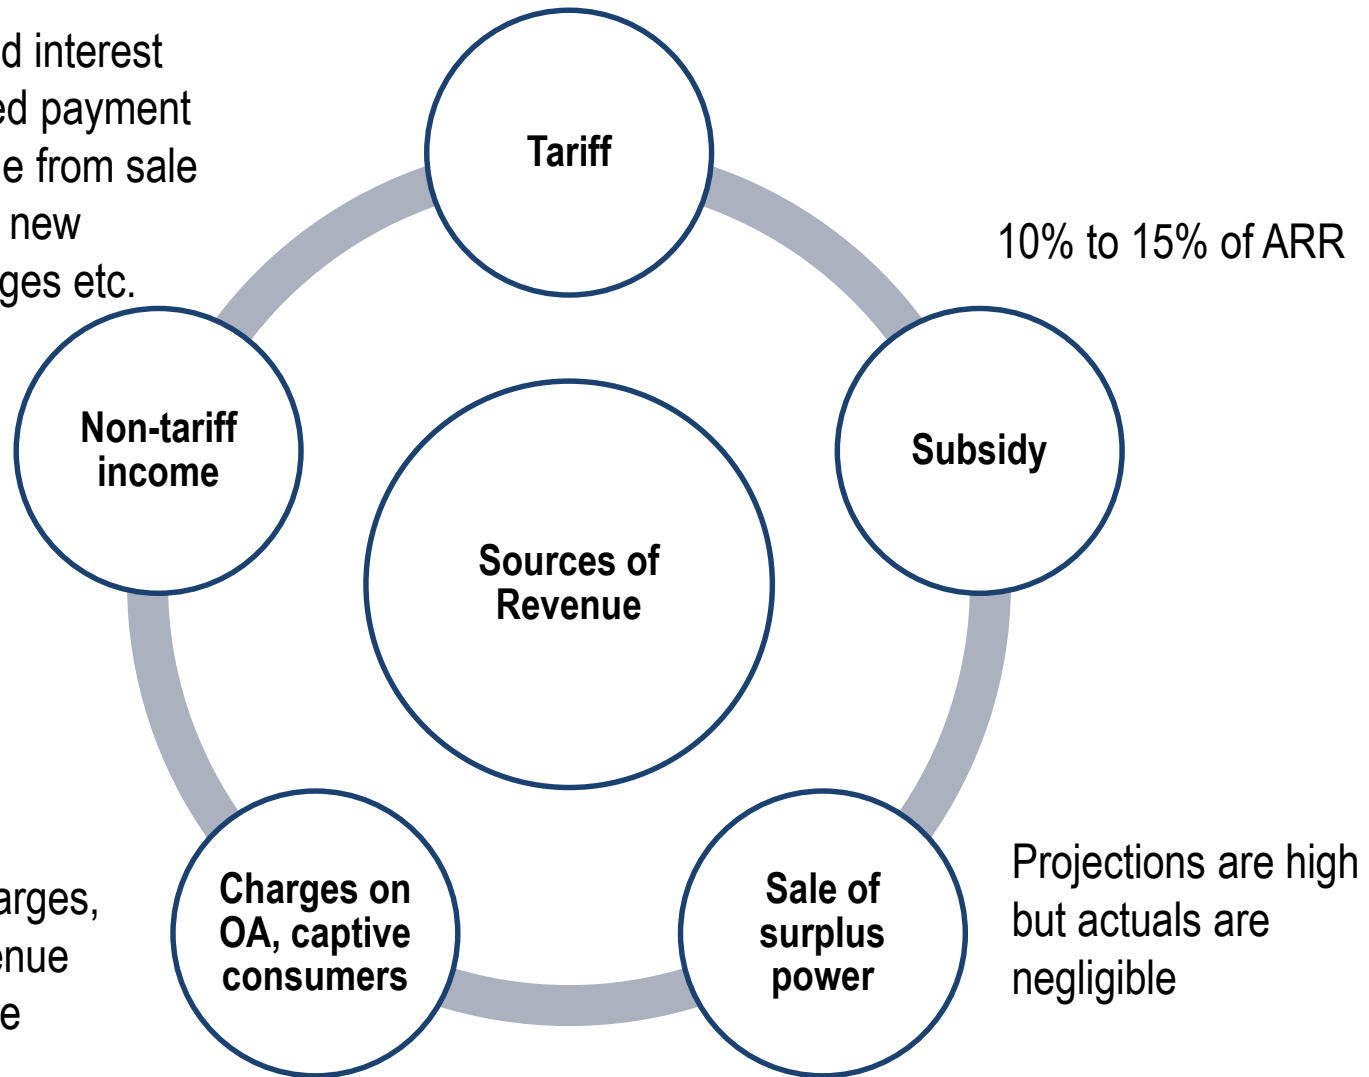 d interest
ed payment
e from sale
new
ges etc.
Tariff
10% to 15% of ARR
Non-tariff
income
Subsidy
Sources of
Revenue
Charges on
OA, captive
consumers
Sale of
surplus
power
arges,
enue
e
Projections are high
but actuals are
negligible